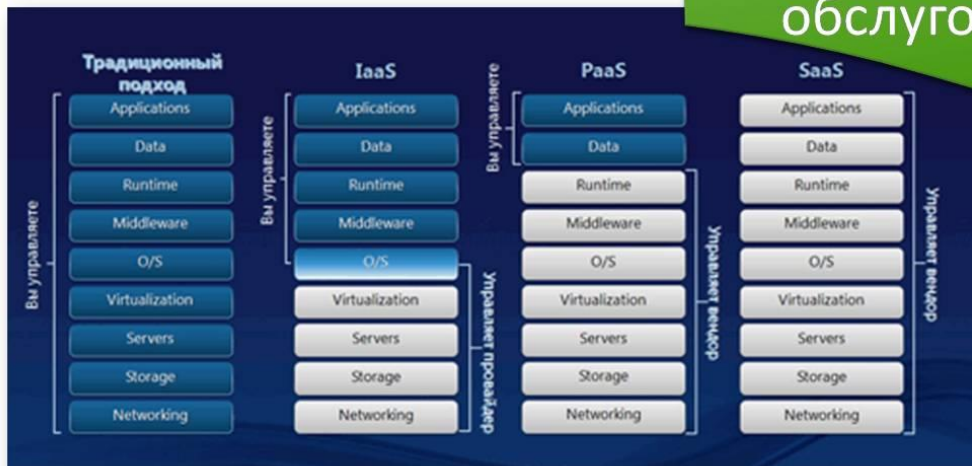 обслуго
Традиционный
подход
Вы управляете
Applications
Data
Runtime
Middleware
O/S
Virtualization
Servers
Storage
Networking
IaaS
Вы управляете
Applications
Data
Runtime
Middleware
O/S
Virtualization
Servers
Storage
Networking
Управляет провайдер
PaaS
Вы управляете
Applications
Data
Runtime
Middleware
O/S
Virtualization
Servers
Storage
Networking
Управляет вендор
SaaS
Applications
Data
Runtime
Middleware
O/S
Virtualization
Servers
Storage
Networking
Управляет вендор